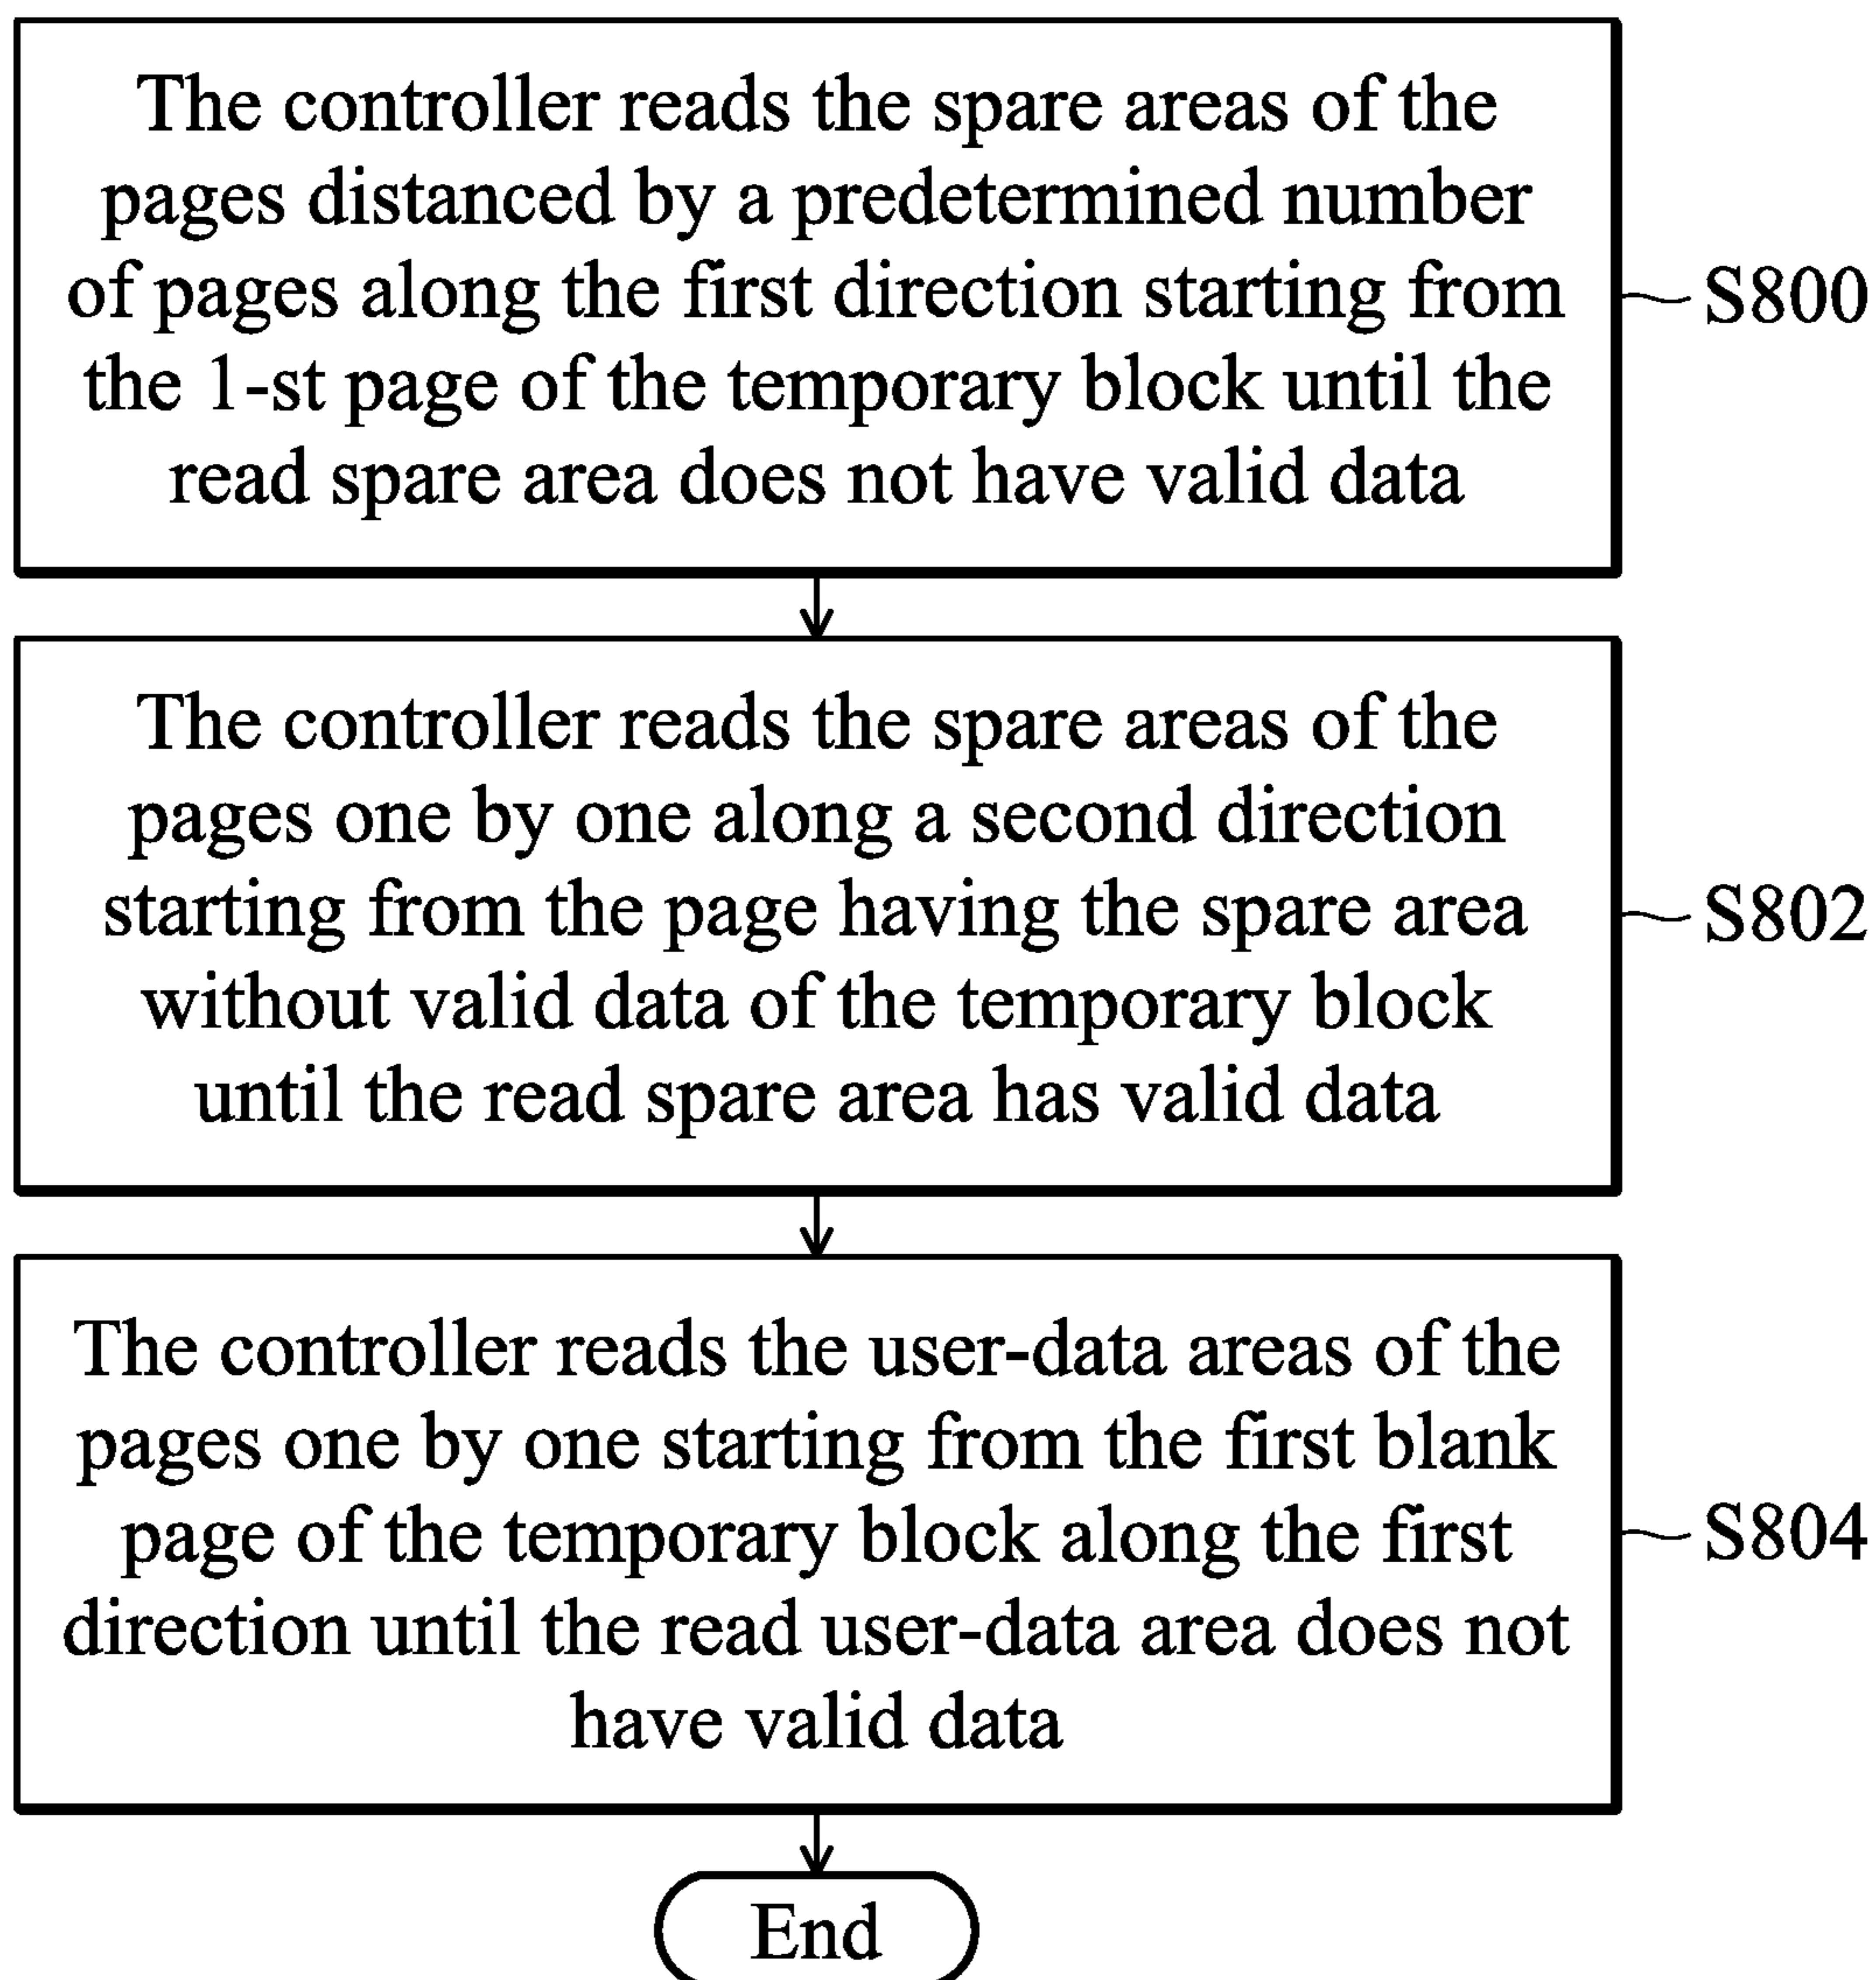 The controller reads the spare areas of the
pages distanced by a predetermined number
of pages along the first direction starting from
the 1-st page of the temporary block until the
read spare area does not have valid data
S800
The controller reads the spare areas of the
pages one by one along a second direction
starting from the page having the spare area
without valid data of the temporary block
until the read spare area has valid data
S802
The controller reads the user-data areas of the
pages one by one starting from the first blank
page of the temporary block along the first
direction until the read user-data area does not
have valid data
S804
End